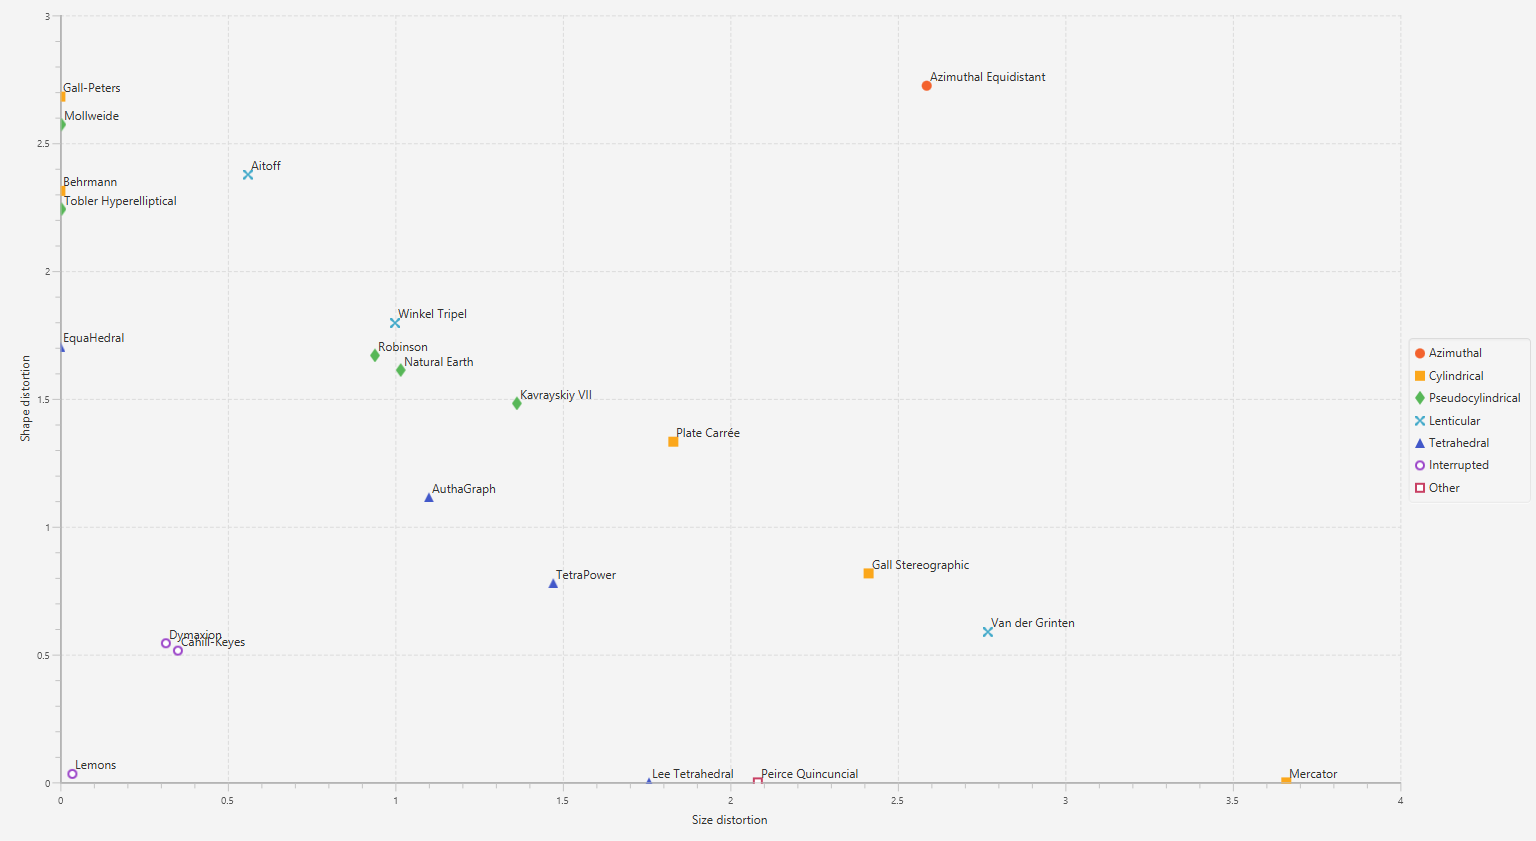 3
Azimuthal Equidistant
Gall-Peters
Mollweide
2.5
Aitoff
Behrmann
Tobler Hyperelliptical
2
Winkel Tripel
EquaHedral
Robinson
Natural Earth
Kavrayskiy VII
1.5
Plate Carrée
AuthaGraph
1
Gall Stereographic
TetraPower
Van der Grinten
Dymaxion
Cahill-Keyes
0.5
Lemons
Lee Tetrahedral
Peirce Quincuncial
Mercator
0
Shape distortion
0 0.5 1 1.5 2 2.5 3 3.5 4
Size distortion
Azimuthal
Cylindrical
Pseudocylindrical
Lenticular
Tetrahedral
Interrupted
Other